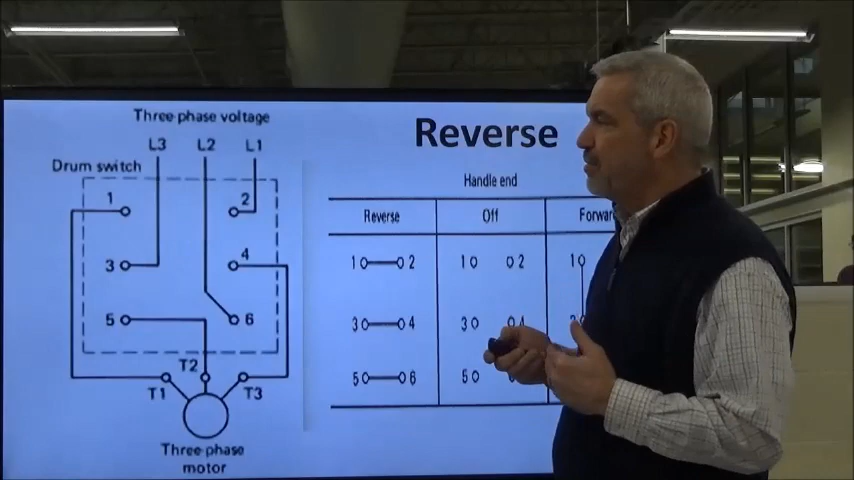 Three phase voltage
L3 L2 L1
Drum switch
1 2
3 4
5 6
T2
T1 T3
Three phase
motor
Reverse
Handle end
Reverse Off
1 2 1 2 1
3 4 3 4
5 6 5